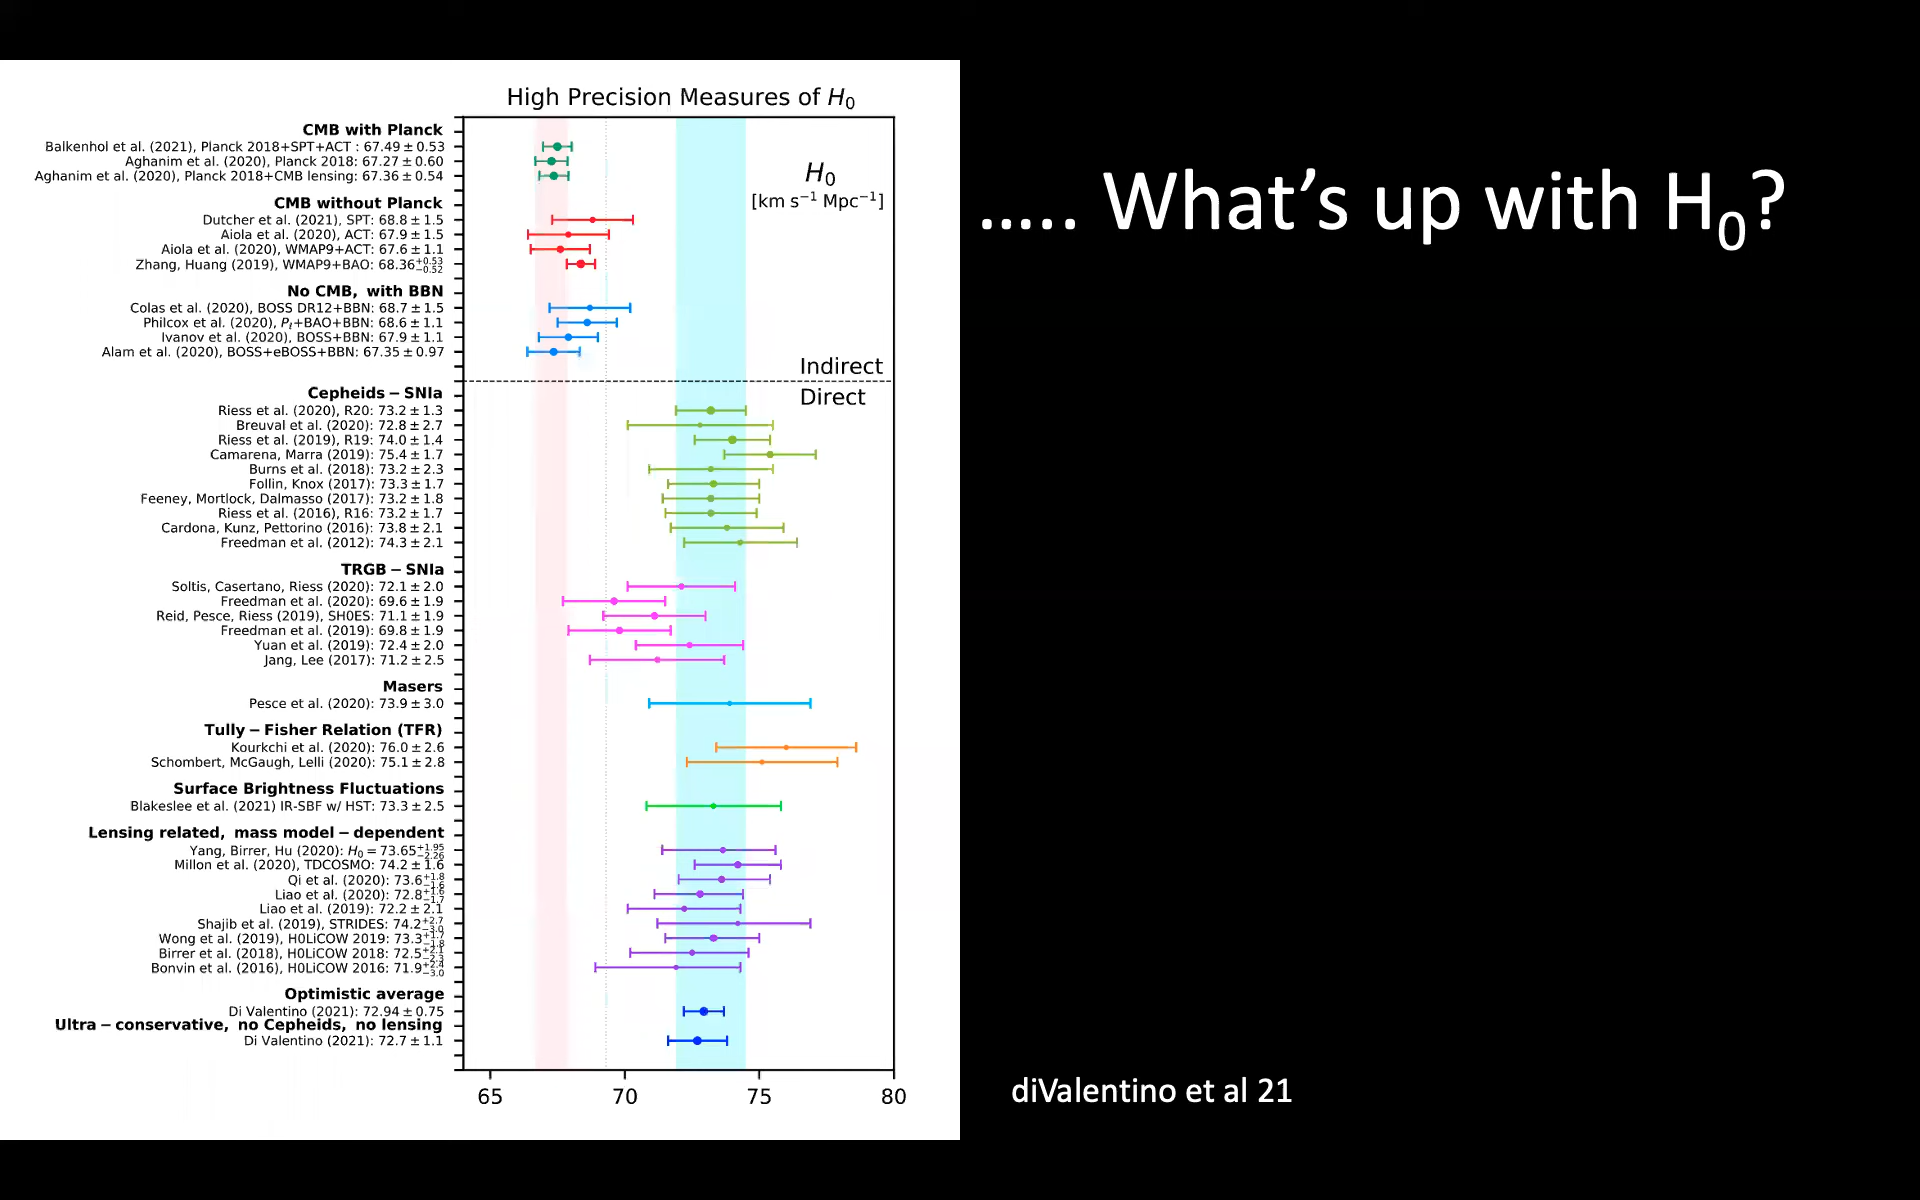 High Precision Measures of H₀
CMB with Planck
Balkenhol et al. (2021), Planck 2018+SPT+ACT : 67.49 ± 0.53
Aghanim et al. (2020), Planck 2018: 67.27 ± 0.60
Aghanim et al. (2020), Planck 2018+CMB lensing: 67.36 ± 0.54
CMB without Planck
Dutcher et al. (2021), SPT: 68.8 ± 1.5
Aiola et al. (2020), ACT: 67.9 ± 1.5
Aiola et al. (2020), WMAP9+ACT: 67.6 ± 1.1
Zhang, Huang (2019), WMAP9+BAO: 68.36+0.53−0.52
No CMB, with BBN
Colas et al. (2020), BOSS DR12+BBN: 68.7 ± 1.5
Philcox et al. (2020), Pℓ+BAO+BBN: 68.6 ± 1.1
Ivanov et al. (2020), BOSS+BBN: 67.9 ± 1.1
Alam et al. (2020), BOSS+eBOSS+BBN: 67.35 ± 0.97
Cepheids − SNIa
Riess et al. (2020), R20: 73.2 ± 1.3
Breuval et al. (2020): 72.8 ± 2.7
Riess et al. (2019), R19: 74.0 ± 1.4
Camarena, Marra (2019): 75.4 ± 1.7
Burns et al. (2018): 73.2 ± 2.3
Follin, Knox (2017): 73.3 ± 1.7
Feeney, Mortlock, Dalmasso (2017): 73.2 ± 1.8
Riess et al. (2016), R16: 73.2 ± 1.7
Cardona, Kunz, Pettorino (2016): 73.8 ± 2.1
Freedman et al. (2012): 74.3 ± 2.1
TRGB − SNIa
Soltis, Casertano, Riess (2020): 72.1 ± 2.0
Freedman et al. (2020): 69.6 ± 1.9
Reid, Pesce, Riess (2019), SH0ES: 71.1 ± 1.9
Freedman et al. (2019): 69.8 ± 1.9
Yuan et al. (2019): 72.4 ± 2.0
Jang, Lee (2017): 71.2 ± 2.5
Masers
Pesce et al. (2020): 73.9 ± 3.0
Tully − Fisher Relation (TFR)
Kourkchi et al. (2020): 76.0 ± 2.6
Schombert, McGaugh, Lelli (2020): 75.1 ± 2.8
Surface Brightness Fluctuations
Blakeslee et al. (2021) IR-SBF w/ HST: 73.3 ± 2.5
Lensing related, mass model − dependent
Yang, Birrer, Hu (2020): H₀ = 73.65+1.95−2.26
Millon et al. (2020), TDCOSMO: 74.2 ± 1.6
Qi et al. (2020): 73.6+1.8−1.6
Liao et al. (2020): 72.8+1.6−1.7
Liao et al. (2019): 72.2 ± 2.1
Shajib et al. (2019), STRIDES: 74.2+2.7−3.0
Wong et al. (2019), H0LiCOW 2019: 73.3+1.7−1.8
Birrer et al. (2018), H0LiCOW 2018: 72.5+2.1−2.3
Bonvin et al. (2016), H0LiCOW 2016: 71.9+2.4−3.0
Optimistic average
Di Valentino (2021): 72.94 ± 0.75
Ultra − conservative, no Cepheids, no lensing
Di Valentino (2021): 72.7 ± 1.1
H₀
[km s⁻¹ Mpc⁻¹]
Indirect
Direct
65 70 75 80
..... What's up with H₀?
diValentino et al 21